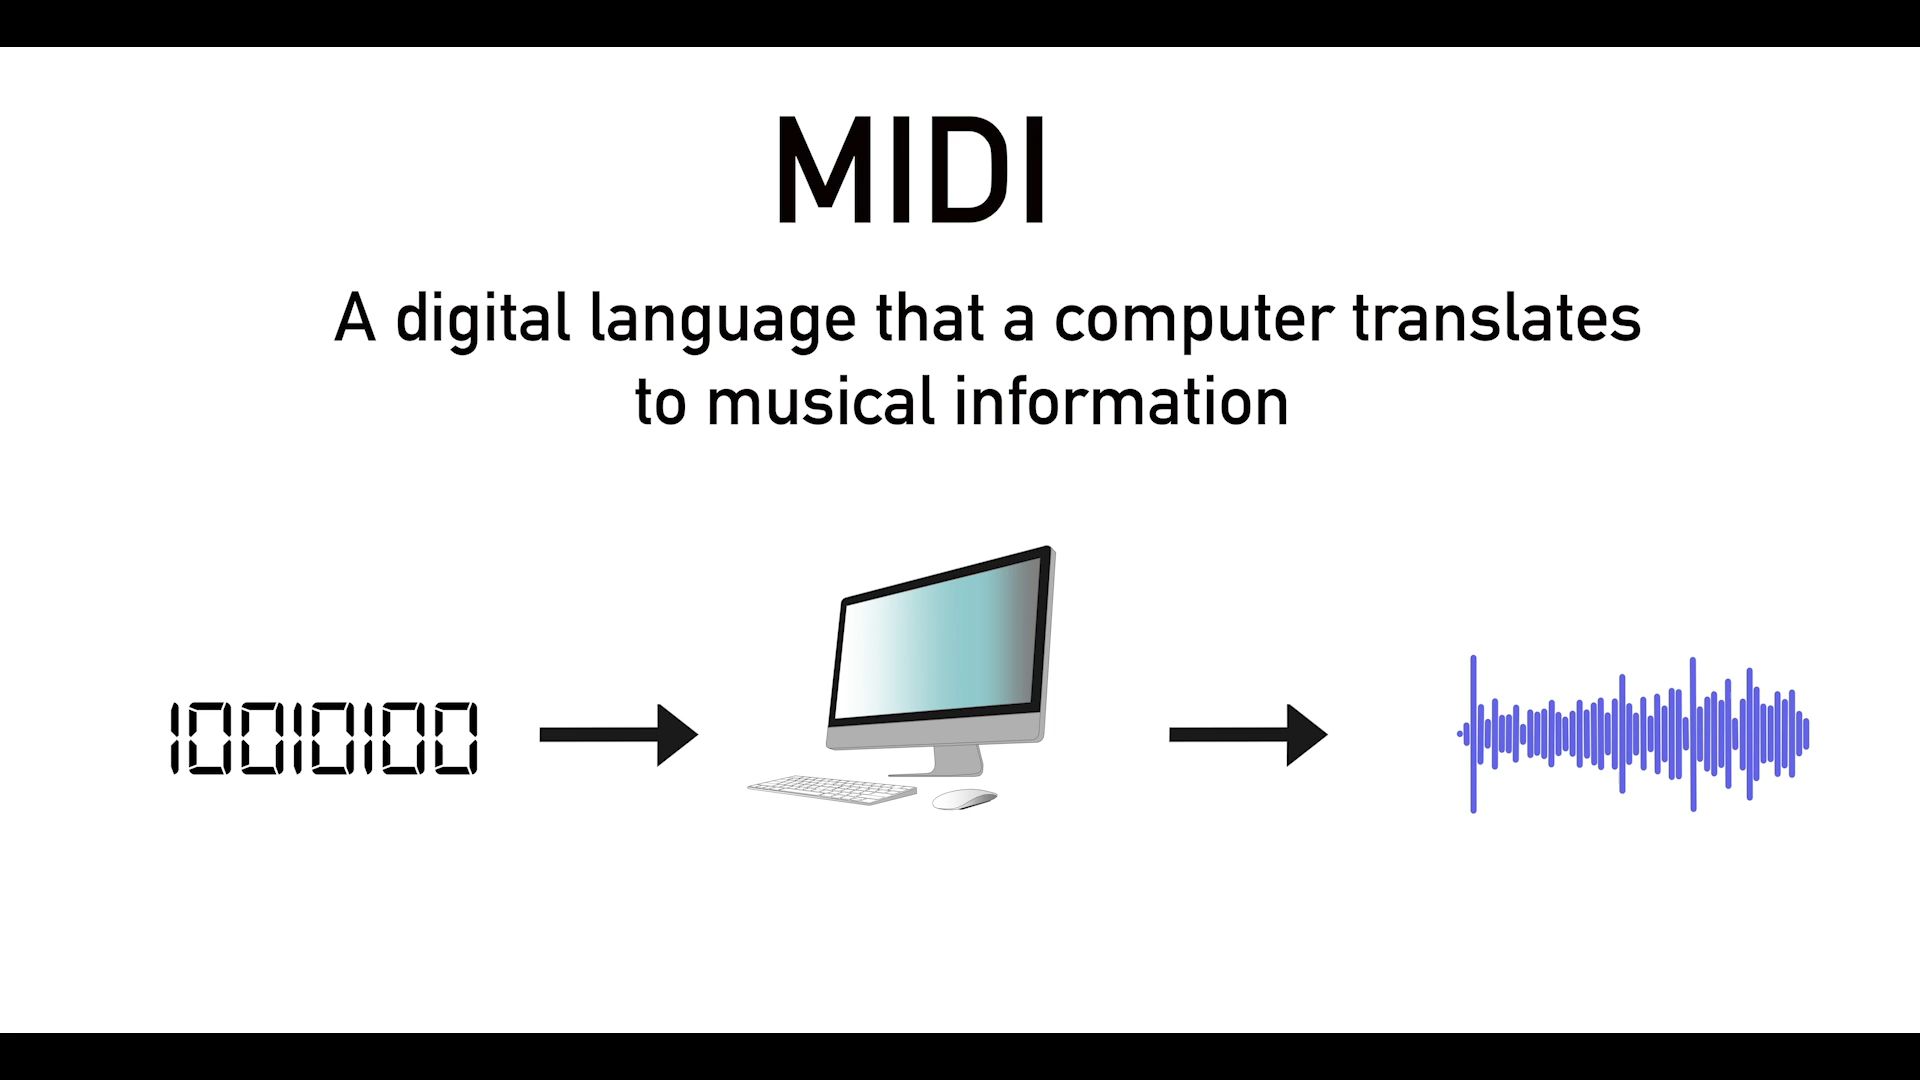 MIDI
A digital language that a computer translates
to musical information
10010100